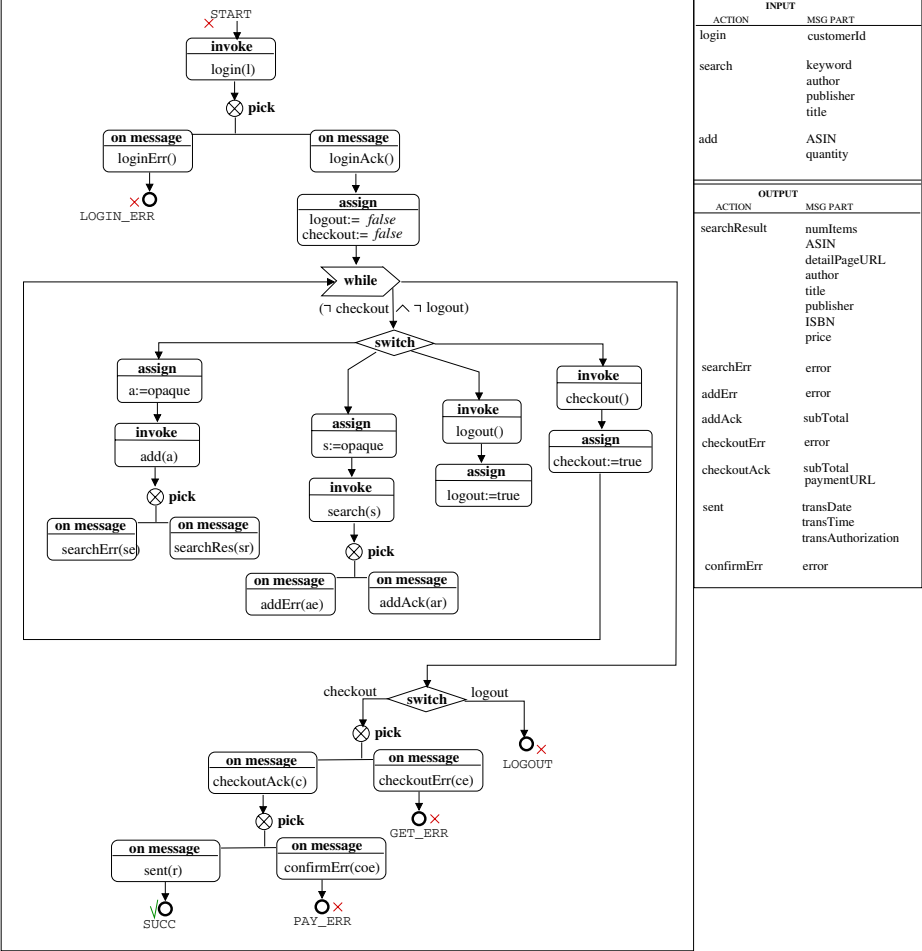 START
invoke
login(l)
pick
on message
loginErr()
on message
loginAck()
LOGIN_ERR
assign
logout:= false
checkout:= false
while
(¬ checkout ∧ ¬ logout)
switch
assign
a:=opaque
invoke
add(a)
pick
on message
searchErr(se)
on message
searchRes(sr)
assign
s:=opaque
invoke
search(s)
pick
on message
addErr(ae)
on message
addAck(ar)
invoke
logout()
assign
logout:=true
invoke
checkout()
assign
checkout:=true
checkout
switch
logout
pick
LOGOUT
on message
checkoutAck(c)
on message
checkoutErr(ce)
GET_ERR
pick
on message
sent(r)
on message
confirmErr(coe)
SUCC
PAY_ERR
INPUT
ACTION MSG PART
login customerId
search keyword
author
publisher
title
add ASIN
quantity
OUTPUT
ACTION MSG PART
searchResult numItems
ASIN
detailPageURL
author
title
publisher
ISBN
price
searchErr error
addErr error
addAck subTotal
checkoutErr error
checkoutAck subTotal
paymentURL
sent transDate
transTime
transAuthorization
confirmErr error